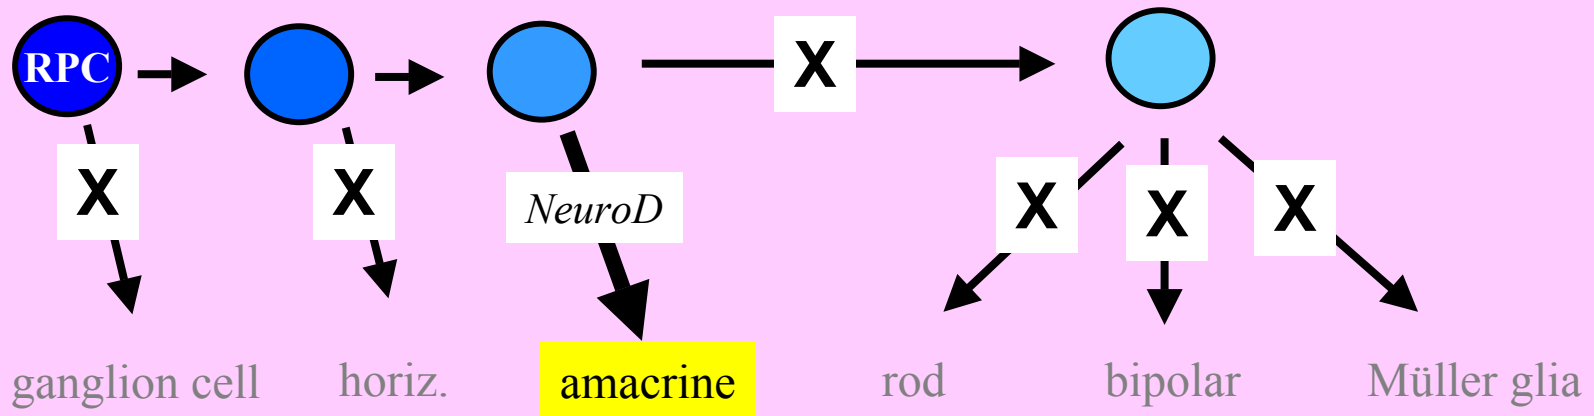 RPC
X
X
X
NeuroD
X
X
X
ganglion cell
horiz.
amacrine
rod
bipolar
Müller glia